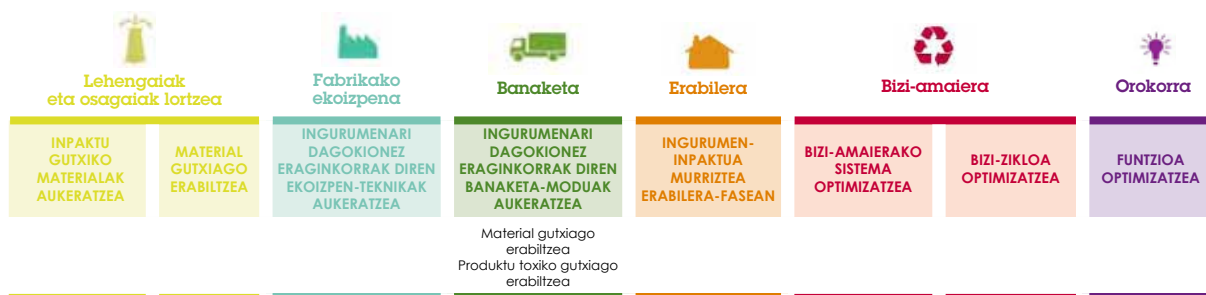 Lehengaiak
eta osagaiak lortzea
Fabrikako
ekoizpena
Banaketa
Erabilera
Bizi-amaiera
Orokorra
INPAKTU
GUTXIKO
MATERIALAK
AUKERATZEA
MATERIAL
GUTXIAGO
ERABILTZEA
INGURUMENARI
DAGOKIONEZ
ERAGINKORRAK DIREN
EKOIZPEN-TEKNIKAK
AUKERATZEA
INGURUMENARI
DAGOKIONEZ
ERAGINKORRAK DIREN
BANAKETA-MODUAK
AUKERATZEA
INGURUMEN-
INPAKTUA
MURRIZTEA
ERABILERA-FASEAN
BIZI-AMAIERAKO
SISTEMA
OPTIMIZATZEA
BIZI-ZIKLOA
OPTIMIZATZEA
FUNTZIOA
OPTIMIZATZEA
Material gutxiago
erabiltzea
Produktu toxiko gutxiago
erabiltzea